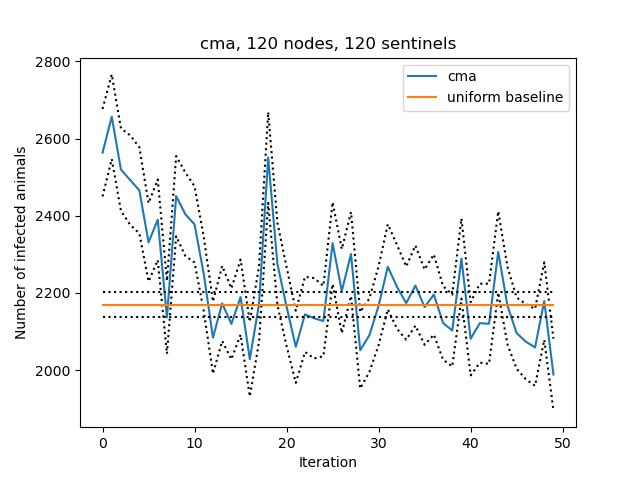 cma, 120 nodes, 120 sentinels
cma
uniform baseline
2800
2600
2400
2200
2000
Number of infected animals
0 10 20 30 40 50
Iteration